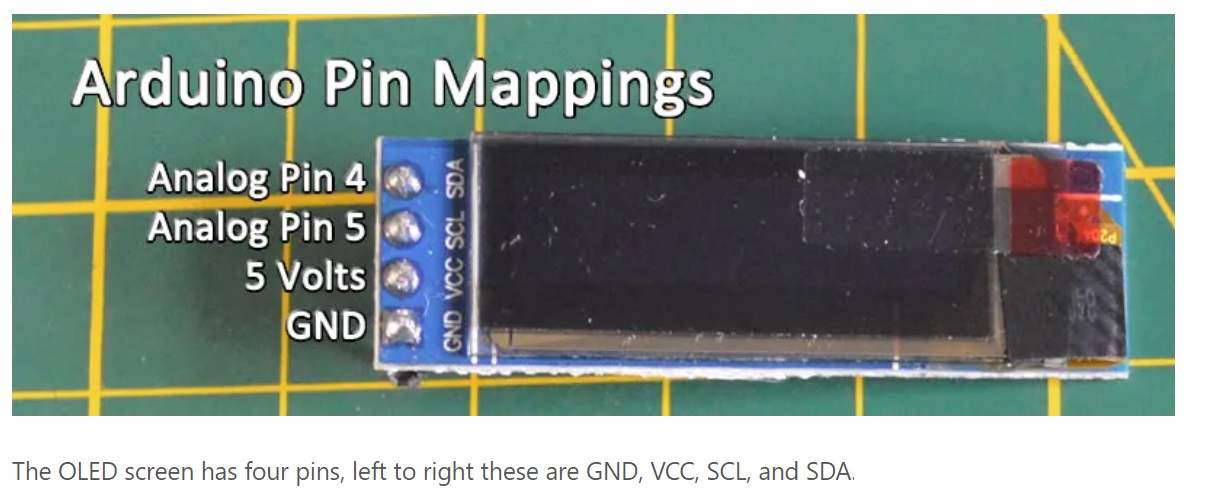 Arduino Pin Mappings
Analog Pin 4
SDA
Analog Pin 5
SCL
5 Volts
VCC
GND
GND
The OLED screen has four pins, left to right these are GND, VCC, SCL, and SDA.